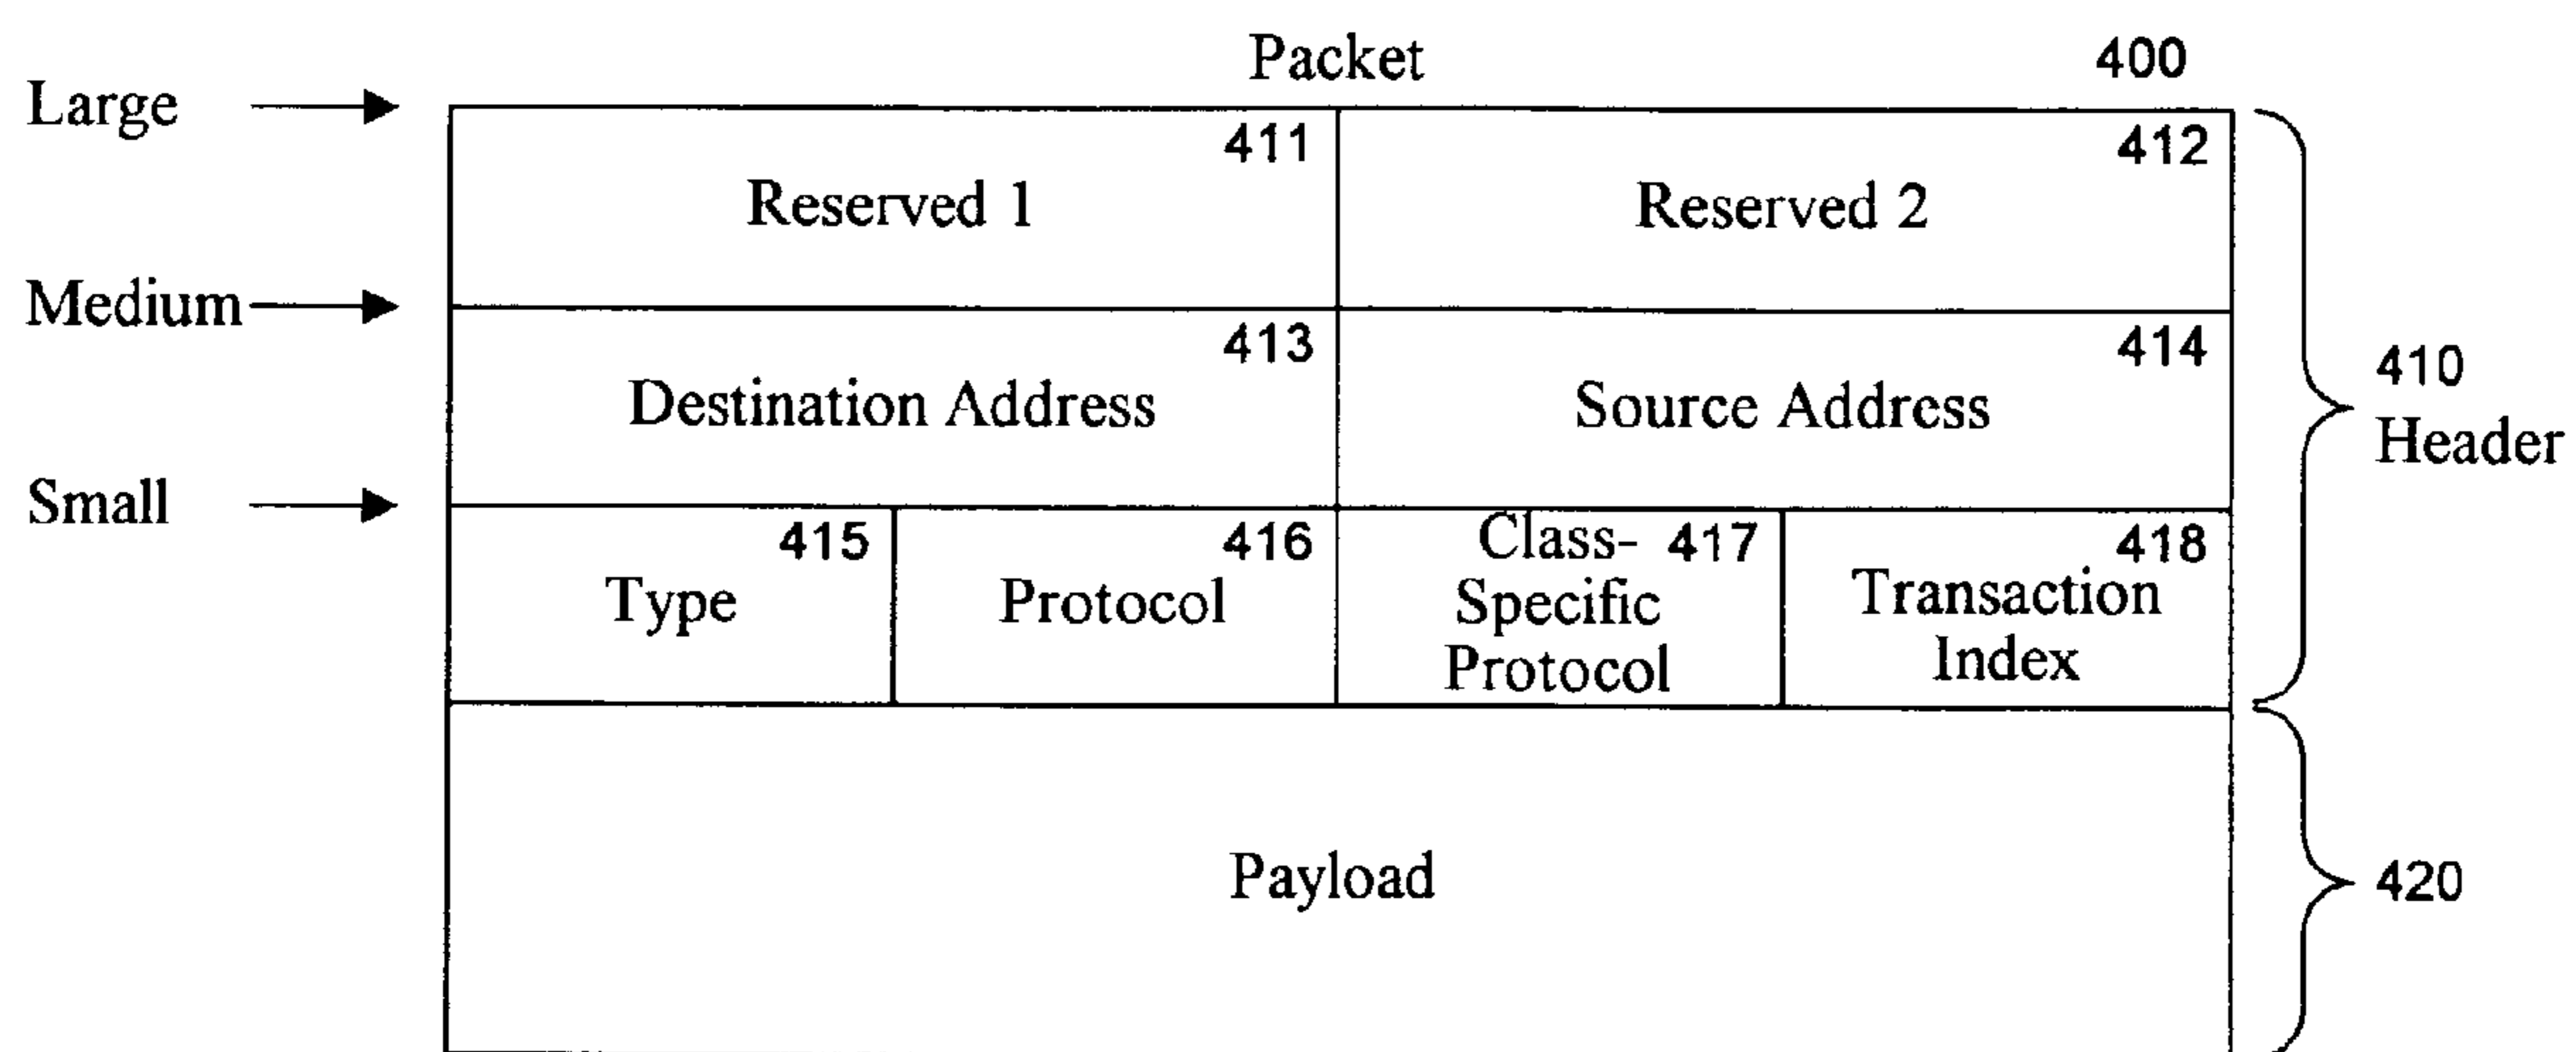 Packet 400
Large
411 412
Reserved 1 Reserved 2
Medium
413 414
Destination Address Source Address
410
Header
Small
415 416 Class- 417 418
Type Protocol Specific Protocol Transaction Index
Payload
420